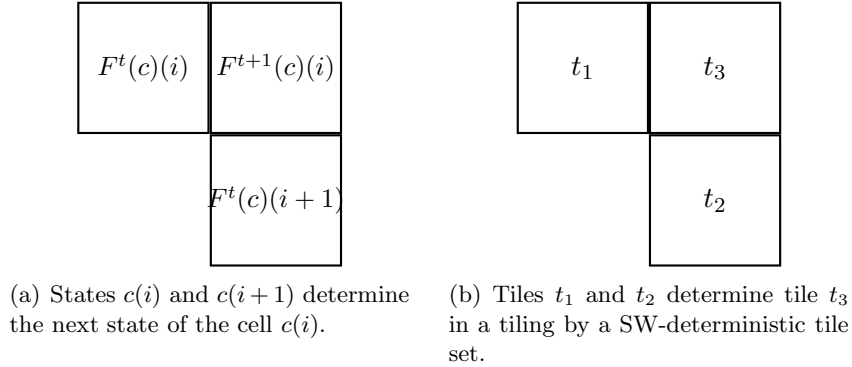 F^t(c)(i) F^{t+1}(c)(i) t_1 t_3
F^t(c)(i + 1) t_2
(a) States c(i) and c(i + 1) determine
the next state of the cell c(i).
(b) Tiles t_1 and t_2 determine tile t_3
in a tiling by a SW-deterministic tile
set.